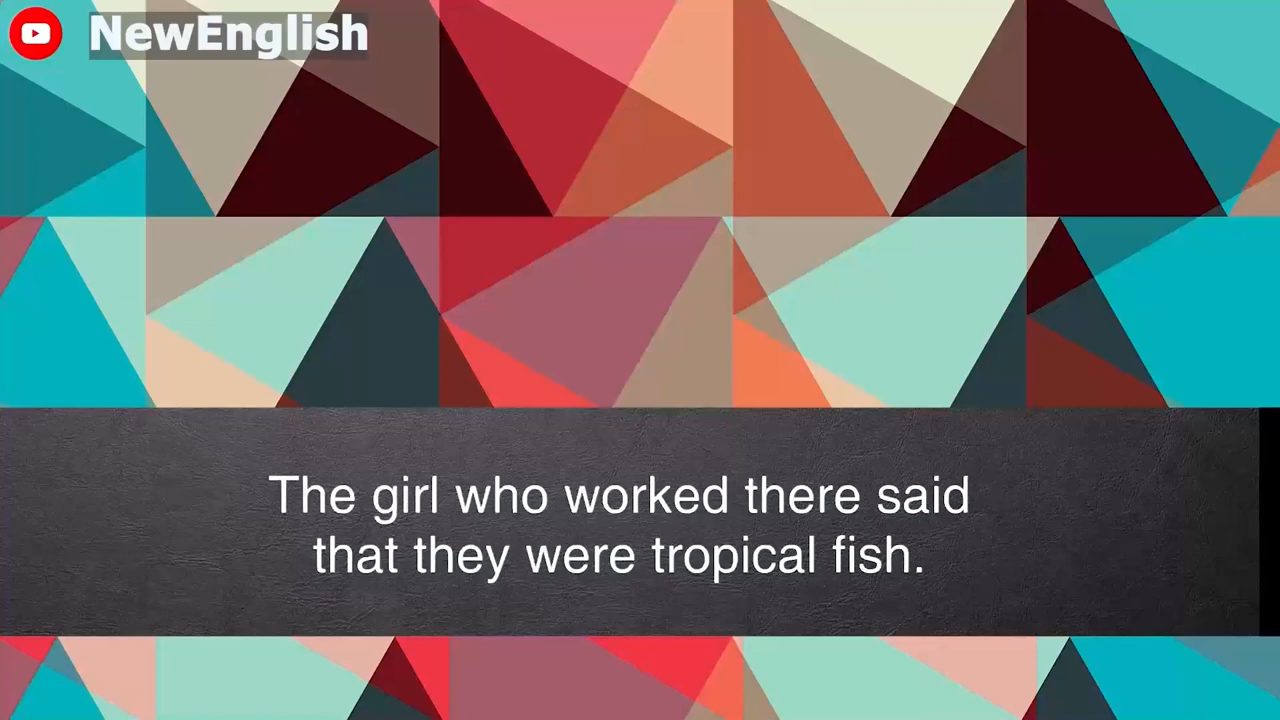 NewEnglish
The girl who worked there said
that they were tropical fish.